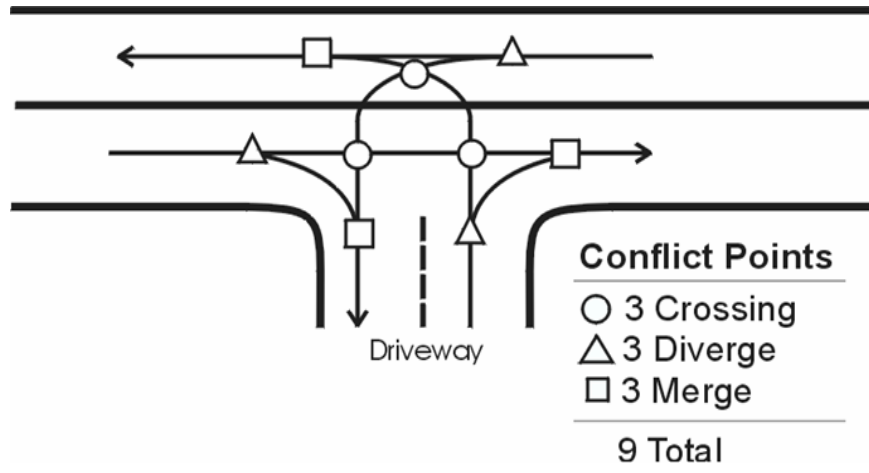 Driveway
Conflict Points
3 Crossing
3 Diverge
3 Merge
9 Total